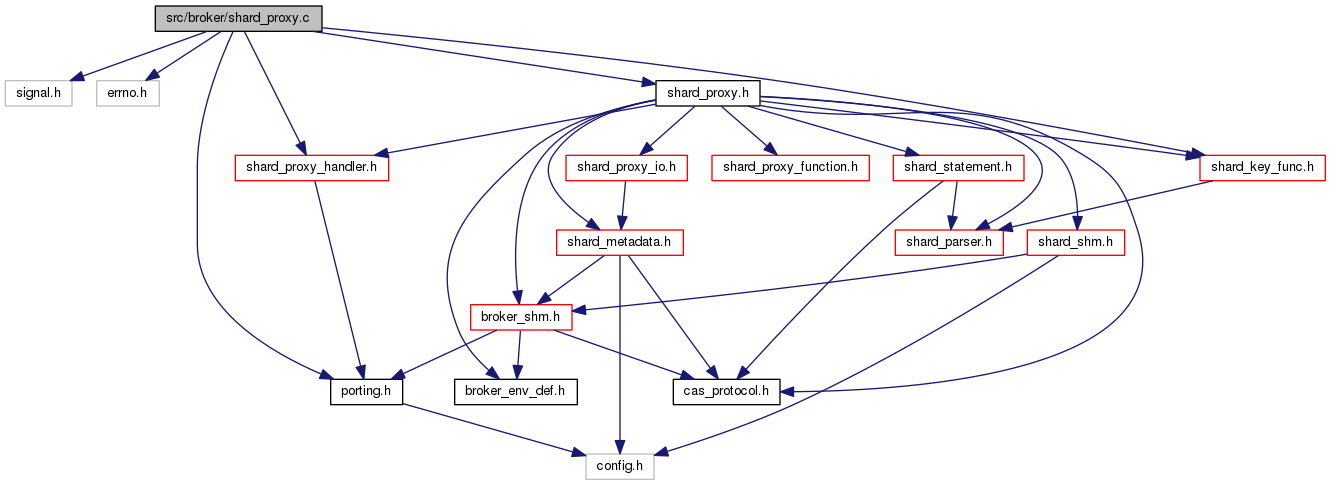 src/broker/shard_proxy.c
signal.h
errno.h
shard_proxy.h
shard_proxy_handler.h
shard_proxy_io.h
shard_proxy_function.h
shard_statement.h
shard_key_func.h
shard_metadata.h
shard_parser.h
shard_shm.h
broker_shm.h
porting.h
broker_env_def.h
cas_protocol.h
config.h